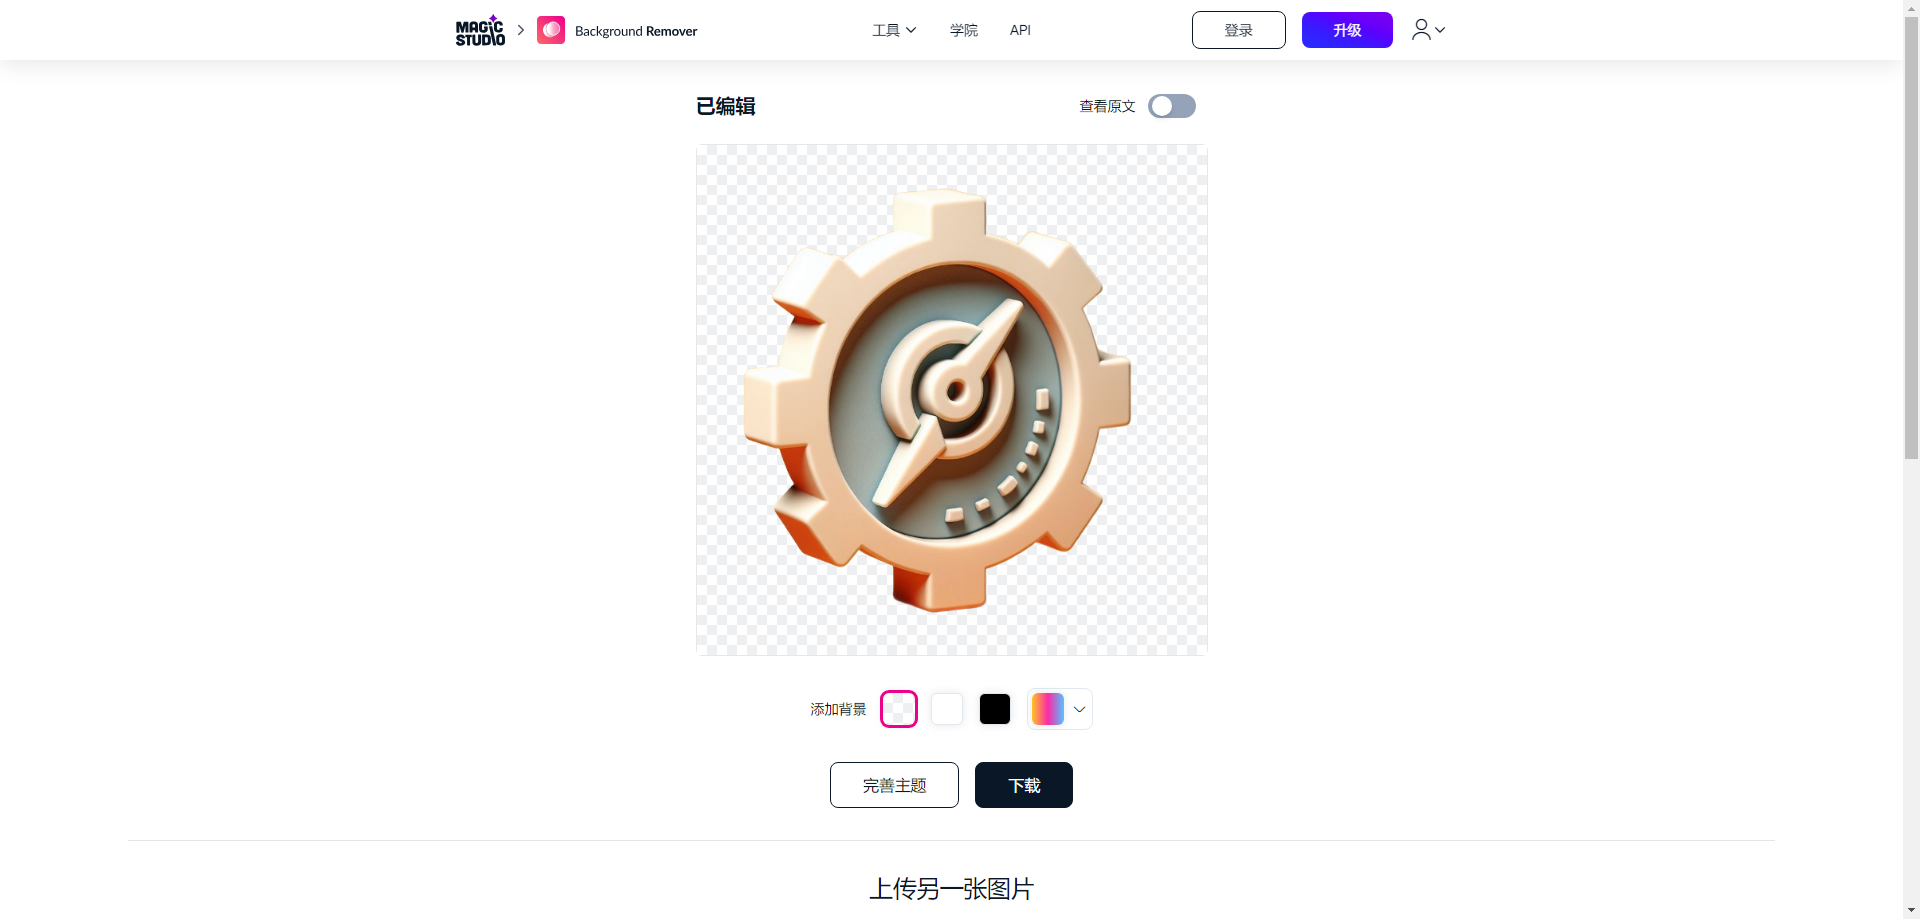 MAGIC STUDIO
Background Remover
工具
学院
API
登录
升级
已编辑
查看原文
添加背景
完善主题
下载
上传另一张图片